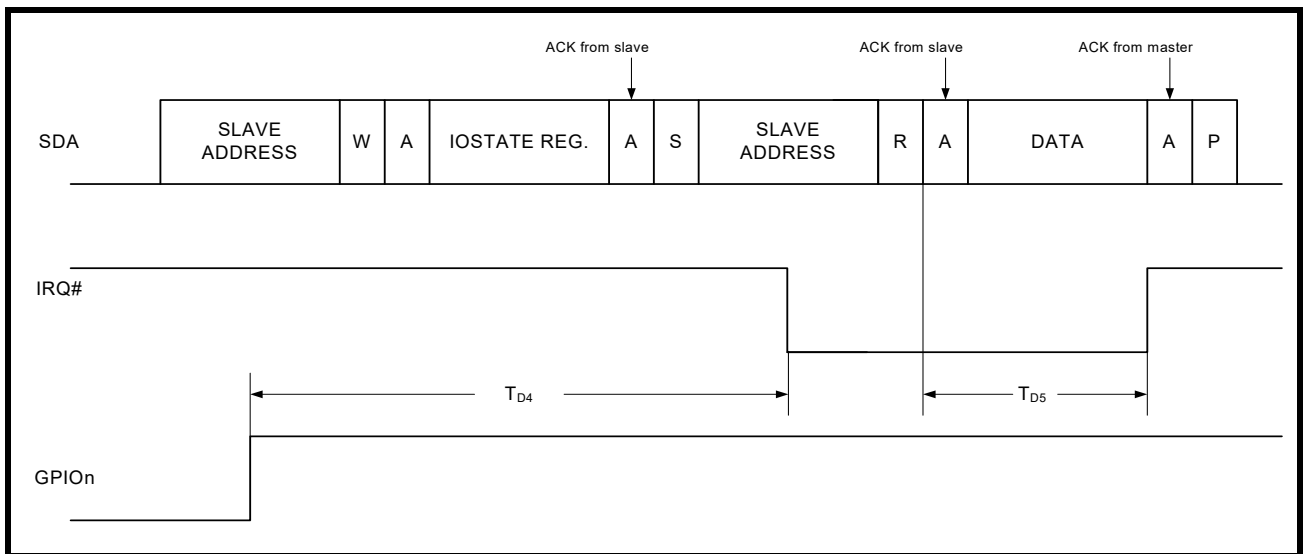 ACK from slave ACK from slave ACK from master
SDA SLAVE ADDRESS W A IOSTATE REG. A S SLAVE ADDRESS R A DATA A P
IRQ#
TD4 TD5
GPIOn